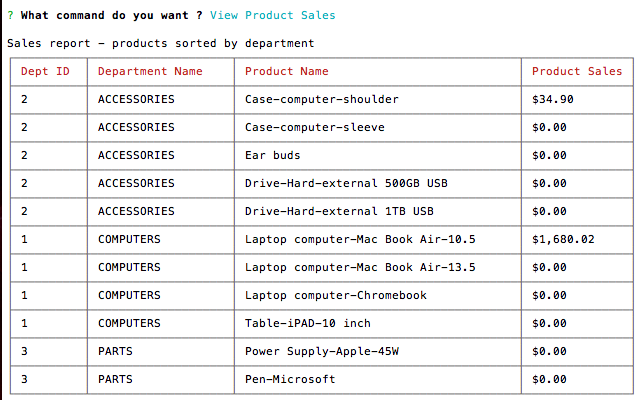 ? What command do you want ? View Product Sales
Sales report - products sorted by department
Dept ID Department Name Product Name Product Sales
2 ACCESSORIES Case-computer-shoulder $34.90
2 ACCESSORIES Case-computer-sleeve $0.00
2 ACCESSORIES Ear buds $0.00
2 ACCESSORIES Drive-Hard-external 500GB USB $0.00
2 ACCESSORIES Drive-Hard-external 1TB USB $0.00
1 COMPUTERS Laptop computer-Mac Book Air-10.5 $1,680.02
1 COMPUTERS Laptop computer-Mac Book Air-13.5 $0.00
1 COMPUTERS Laptop computer-Chromebook $0.00
1 COMPUTERS Table-iPAD-10 inch $0.00
3 PARTS Power Supply-Apple-45W $0.00
3 PARTS Pen-Microsoft $0.00